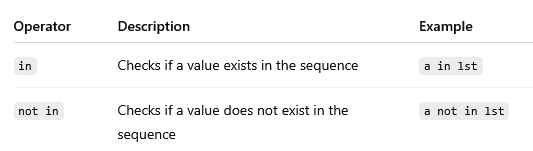 Operator Description Example
in Checks if a value exists in the sequence a in lst
not in Checks if a value does not exist in the a not in lst
sequence